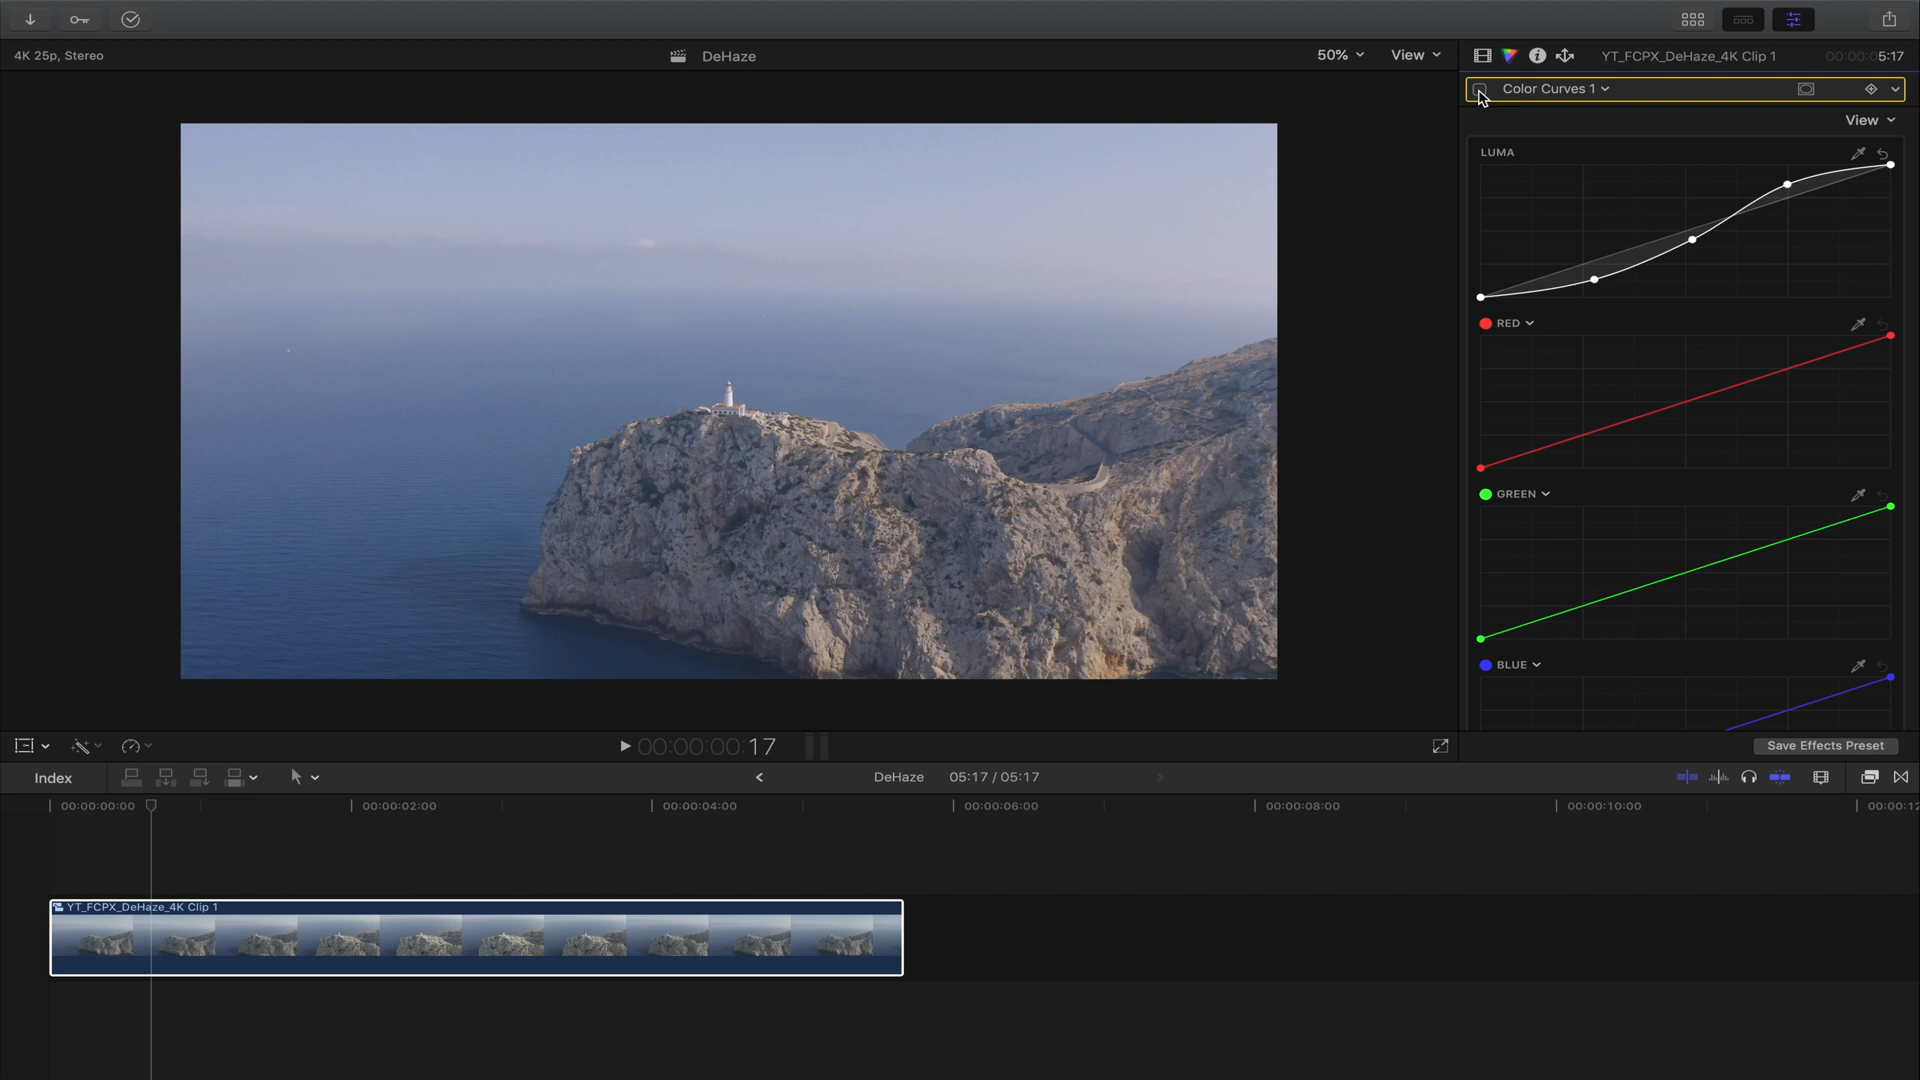 4K 25p, Stereo
DeHaze
50%
View
YT_FCPX_DeHaze_4K Clip 1
00:00:05:17
Color Curves 1
View
LUMA
RED
GREEN
BLUE
Save Effects Preset
00:00:00:17
Index
DeHaze
05:17 / 05:17
00:00:00:00
00:00:02:00
00:00:04:00
00:00:06:00
00:00:08:00
00:00:10:00
00:00:12
YT_FCPX_DeHaze_4K Clip 1